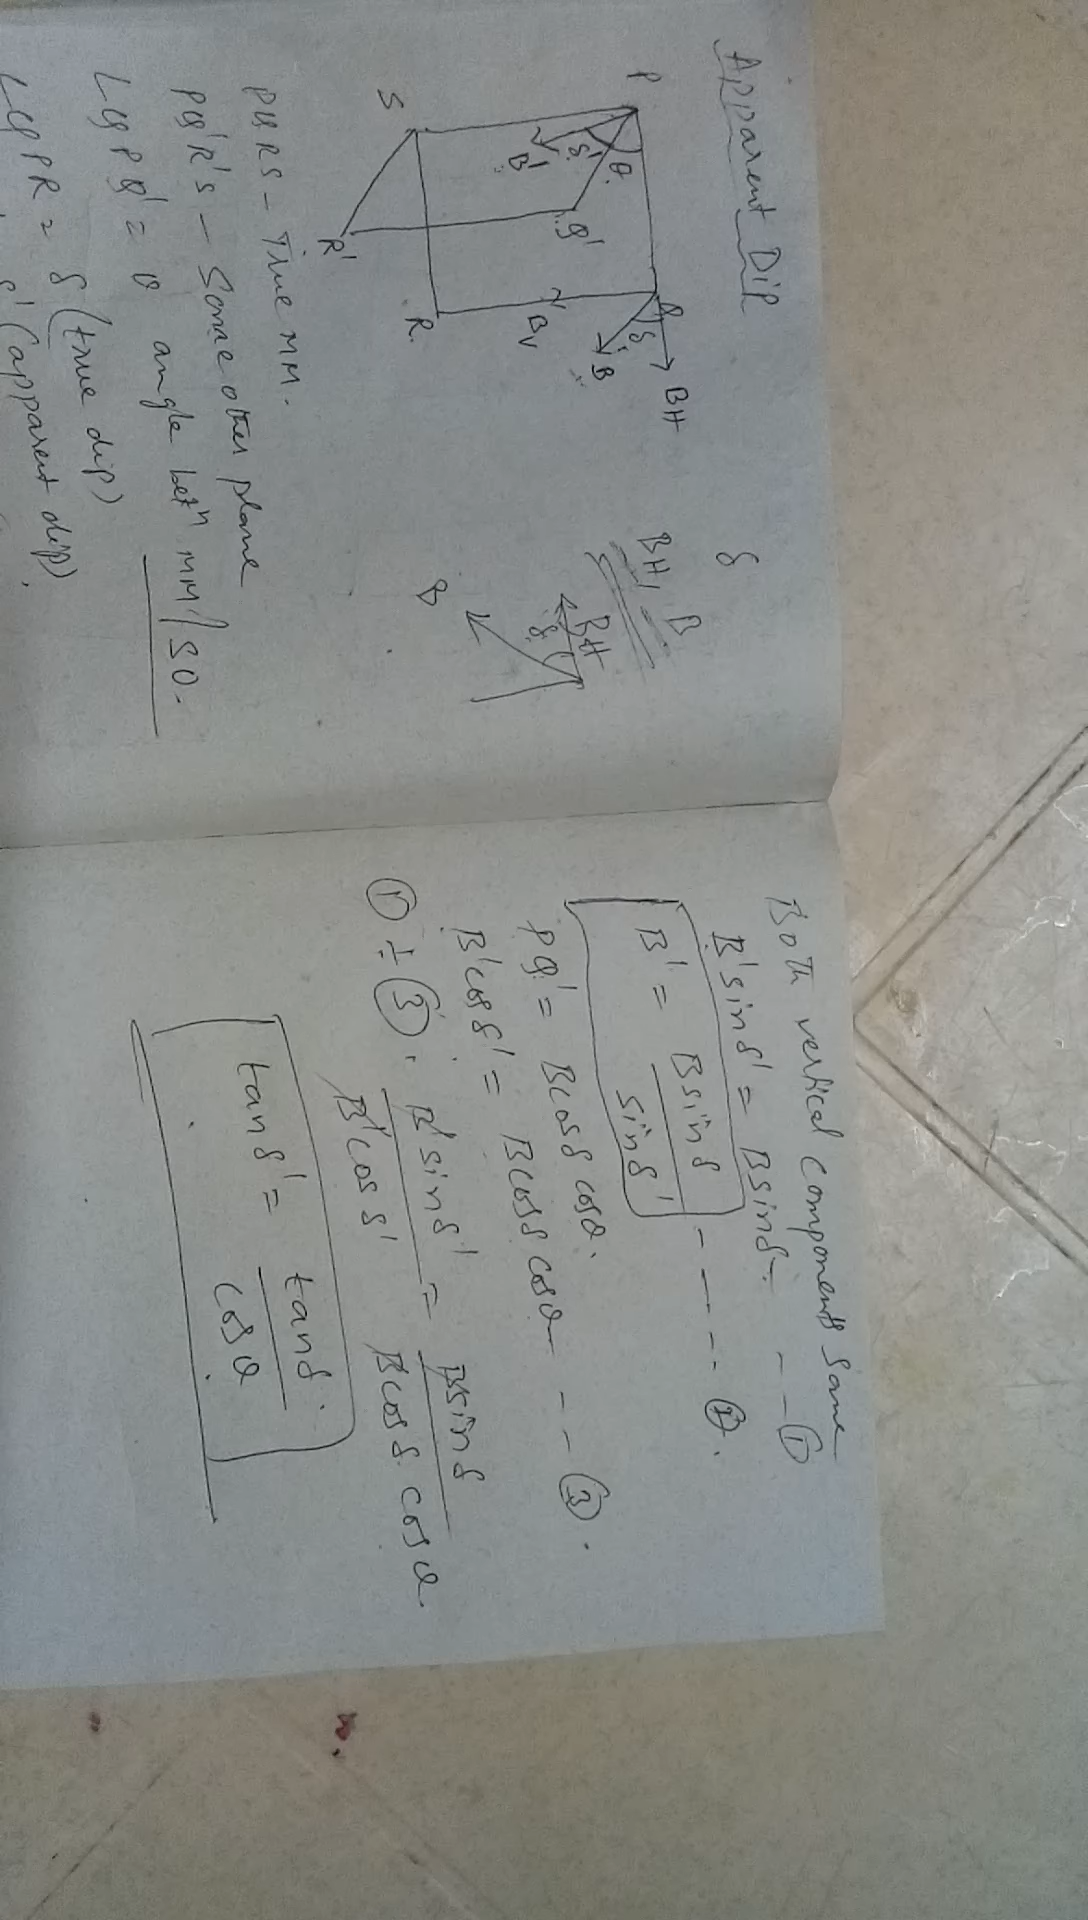 Apparent Dip
P
θ
δ'
B'
Q'
S
R'
R
Bv
δ
B
BH
δ
BH, B
BH
δ
B
PQRS - True MM.
PQ'R'S - Some other plane
∠QPQ' = θ angle betn MM / SO.
∠QPR = δ (true dip)
δ' (apparent dip)
Both vertical components same
B'sinδ' = Bsinδ - - ①
B' = Bsinδ / sinδ' - - - - ②.
PQ' = Bcosδ cosθ.
B'cosδ' = Bcosδ cosθ - - ③.
① ÷ ③. B'sinδ' / B'cosδ' = Bsinδ / Bcosδ cosθ.
tanδ' = tanδ / cosθ